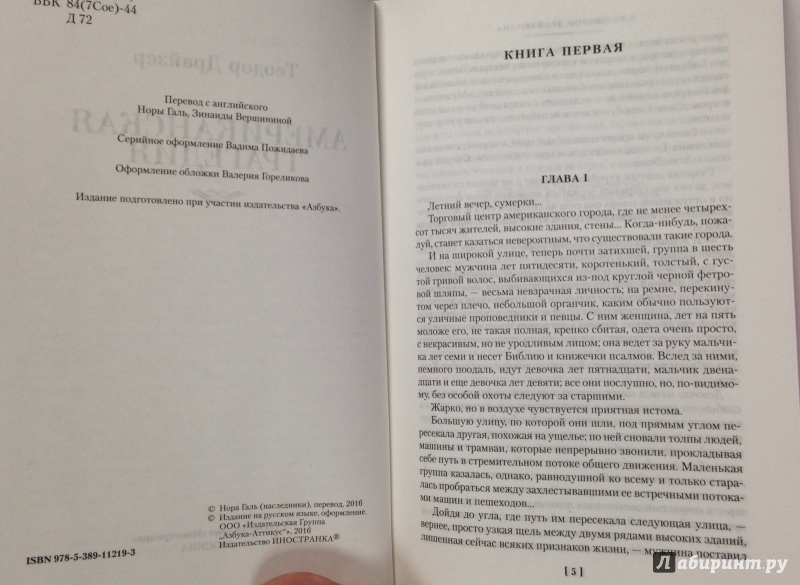 ББК 84(7Сое)-44
Д 72
Теодор Драйзер
АМЕРИКАНСКАЯ
ТРАГЕДИЯ
Перевод с английского
Норы Галь, Зинаиды Вершининой
Серийное оформление Вадима Пожидаева
Оформление обложки Валерия Гореликова
Издание подготовлено при участии издательства «Азбука».
© Нора Галь (наследники), перевод, 2016
© Издание на русском языке, оформление.
ООО «Издательская Группа
"Азбука-Аттикус"», 2016
Издательство ИНОСТРАНКА®
ISBN 978-5-389-11219-3
КНИГА ПЕРВАЯ
ГЛАВА I
Летний вечер, сумерки...
Торговый центр американского города, где не менее четырех-
сот тысяч жителей, высокие здания, стены... Когда-нибудь, пожа-
луй, станет казаться невероятным, что существовали такие города.
И на широкой улице, теперь почти затихшей, группа в шесть
человек: мужчина лет пятидесяти, коротенький, толстый, с гус-
той гривой волос, выбивающихся из-под круглой черной фетро-
вой шляпы, — весьма невзрачная личность; на ремне, перекину-
том через плечо, небольшой органчик, каким обычно пользуют-
ся уличные проповедники и певцы. С ним женщина, лет на пять
моложе его, не такая полная, крепко сбитая, одета очень просто,
с некрасивым, но не уродливым лицом; она ведет за руку мальчи-
ка лет семи и несет Библию и книжечки псалмов. Вслед за ними,
немного поодаль, идут девочка лет пятнадцати, мальчик двена-
дцати и еще девочка лет девяти; все они послушно, но, по-видимо-
му, без особой охоты следуют за старшими.
Жарко, но в воздухе чувствуется приятная истома.
Большую улицу, по которой они шли, под прямым углом пе-
ресекала другая, похожая на ущелье; по ней сновали толпы людей,
машины и трамваи, которые непрерывно звонили, прокладывая
себе путь в стремительном потоке общего движения. Маленькая
группа казалась, однако, равнодушной ко всему и только стара-
лась пробраться между захлестывавшими ее встречными потока-
ми машин и пешеходов...
Дойдя до угла, где путь им пересекала следующая улица, —
вернее, просто узкая щель между двумя рядами высоких зданий,
лишенная сейчас всяких признаков жизни, — мужчина поставил
[ 5 ]
Лабиринт.ру